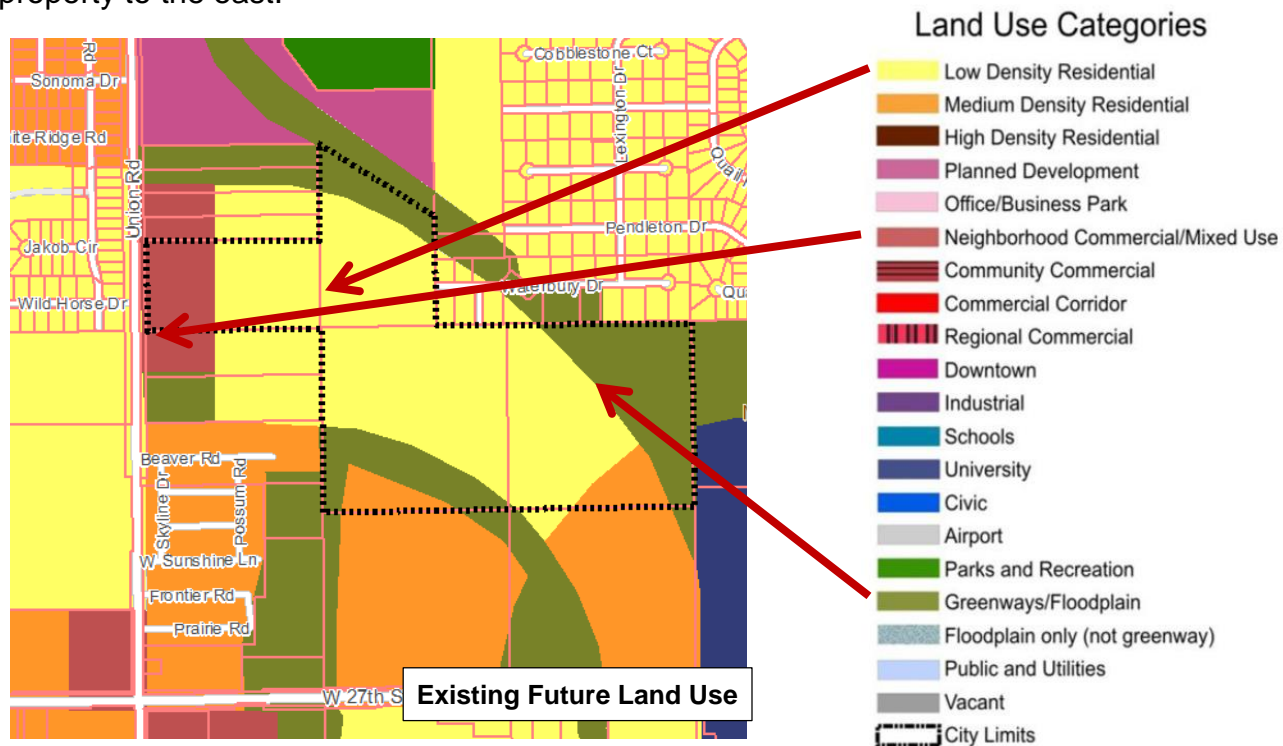 property to the east.
Land Use Categories
Low Density Residential
Medium Density Residential
High Density Residential
Planned Development
Office/Business Park
Neighborhood Commercial/Mixed Use
Community Commercial
Commercial Corridor
Regional Commercial
Downtown
Industrial
Schools
University
Civic
Airport
Parks and Recreation
Greenways/Floodplain
Floodplain only (not greenway)
Public and Utilities
Vacant
City Limits
Rd
Sonoma Dr
ite Ridge Rd
Union Rd
Jakob Cir
Wild Horse Dr
Cobblestone Ct
Lexington Dr
Quail
Pendleton Dr
Waterbury Dr
Qu
Beaver Rd
Skyline Dr
Possum Rd
W Sunshine Ln
Frontier Rd
Prairie Rd
W 27th S
Existing Future Land Use